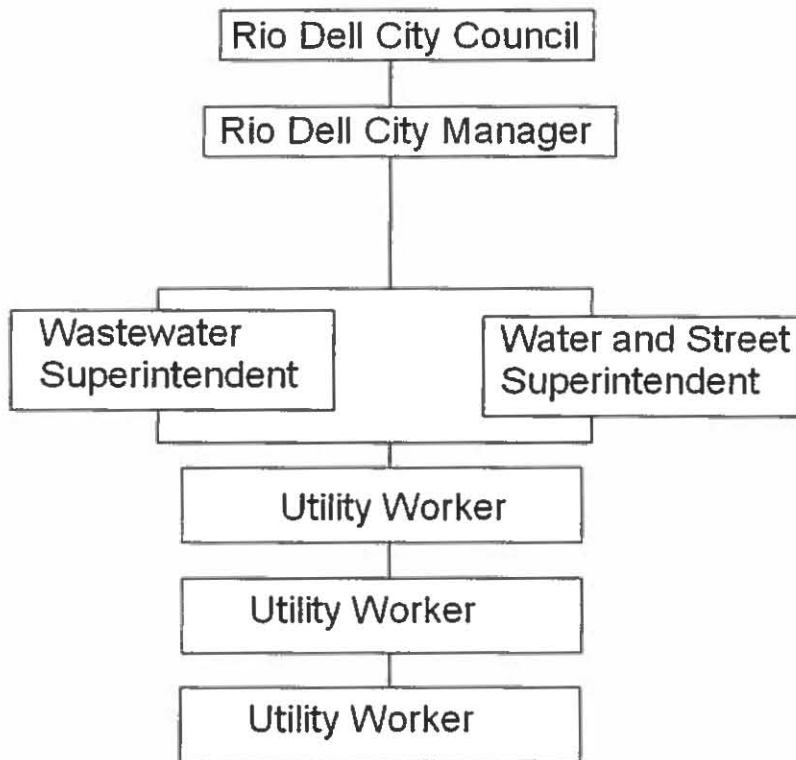 Rio Dell City Council
Rio Dell City Manager
Wastewater
Superintendent
Water and Street
Superintendent
Utility Worker
Utility Worker
Utility Worker